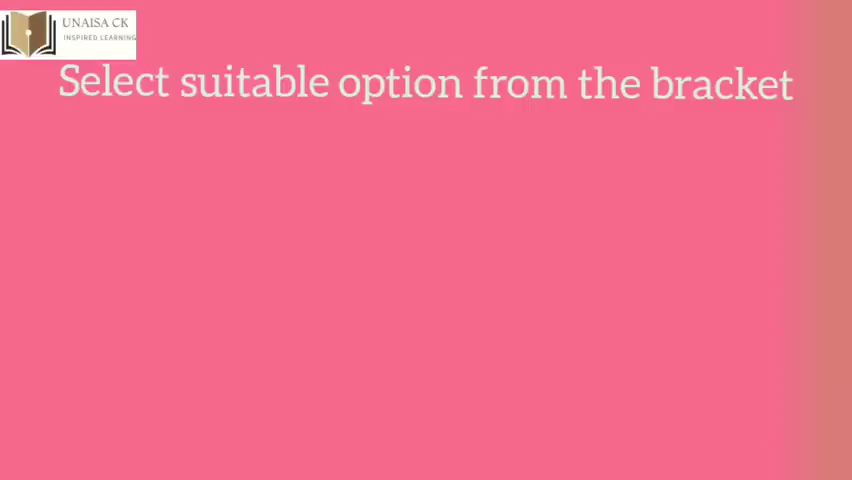 UNAISA CK
INSPIRED LEARNING
Select suitable option from the bracket